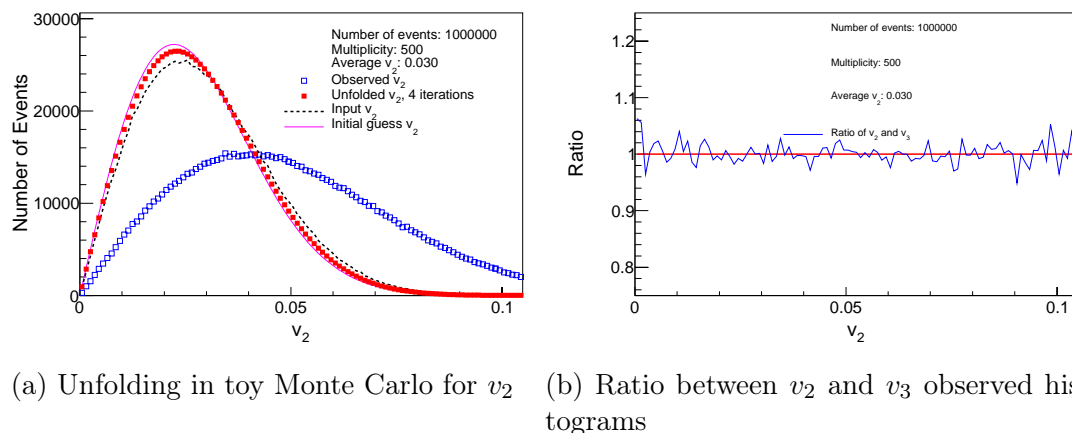 30000
20000
10000
0
Number of Events
0
0.05
0.1
v2
Number of events: 1000000
Multiplicity: 500
Average v2: 0.030
Observed v2
Unfolded v2, 4 iterations
Input v2
Initial guess v2
1.2
1.1
1
0.9
0.8
Ratio
0
0.05
0.1
v2
Number of events: 1000000
Multiplicity: 500
Average v2: 0.030
Ratio of v2 and v3
(a) Unfolding in toy Monte Carlo for v2
(b) Ratio between v2 and v3 observed his
tograms